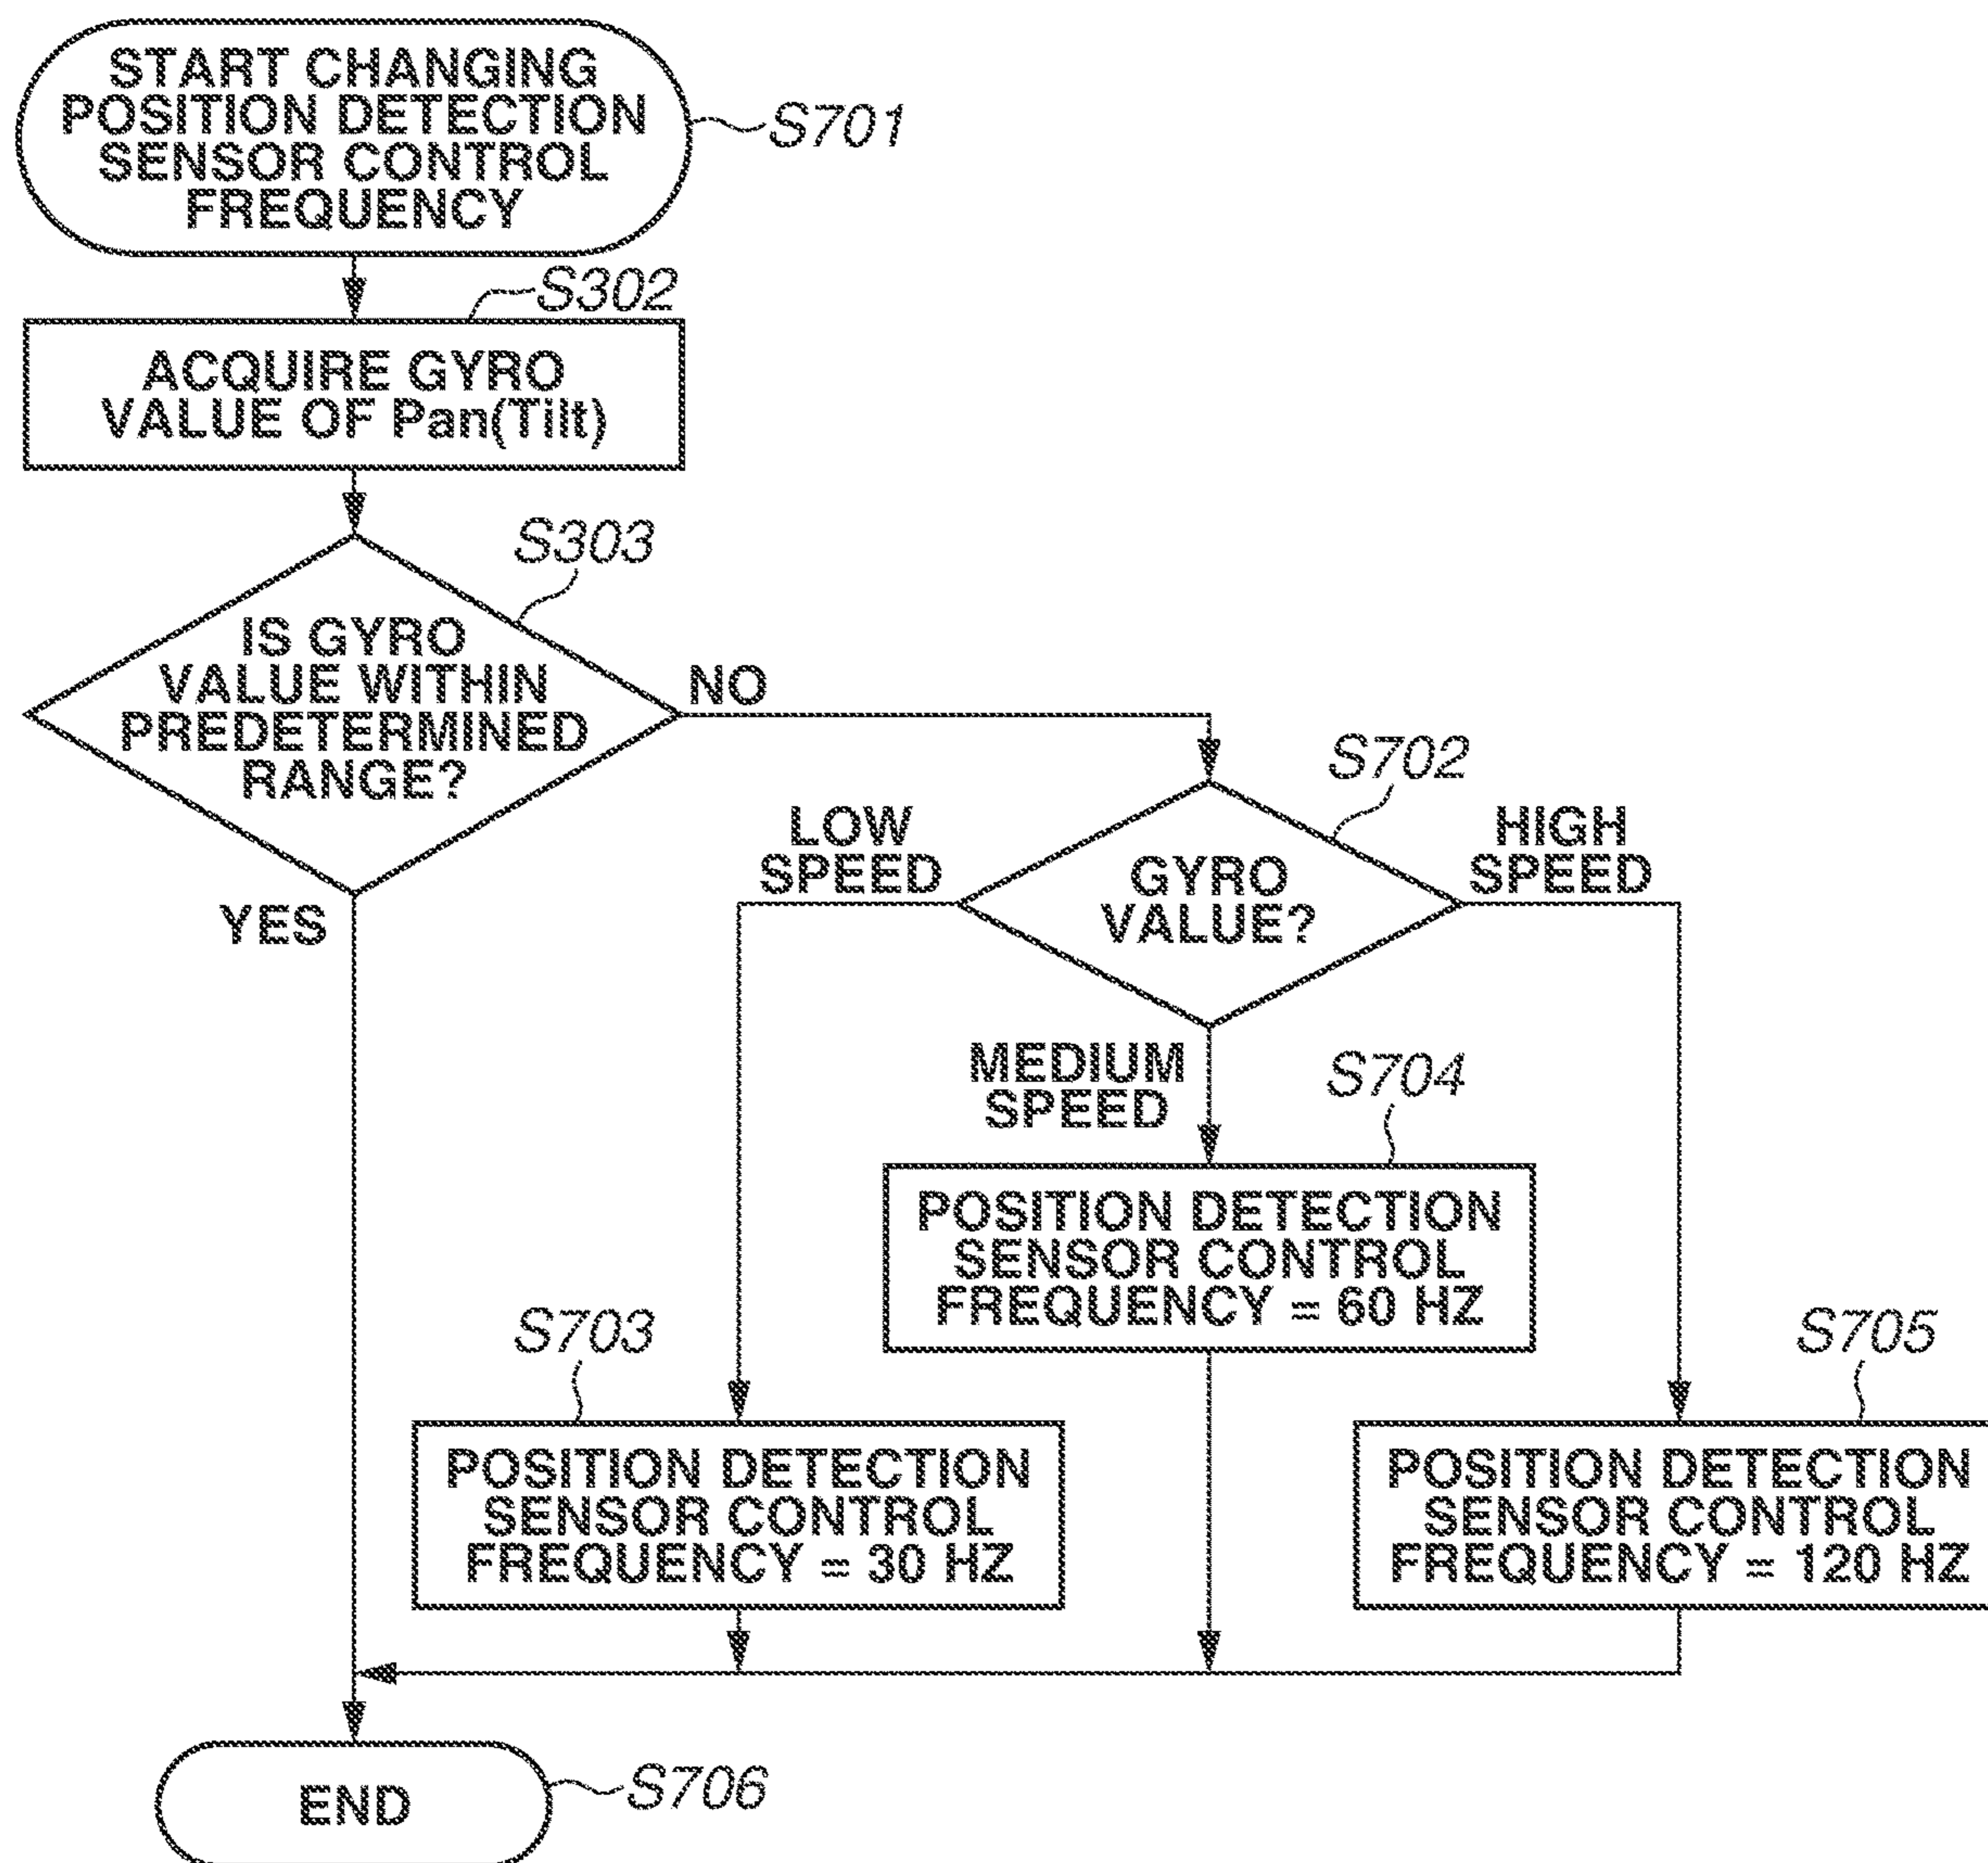 START CHANGING
POSITION DETECTION
SENSOR CONTROL
FREQUENCY
S701
S302
ACQUIRE GYRO
VALUE OF Pan(Tilt)
S303
IS GYRO
VALUE WITHIN
PREDETERMINED
RANGE?
NO
YES
S702
LOW
SPEED
GYRO
VALUE?
HIGH
SPEED
MEDIUM
SPEED
S704
POSITION DETECTION
SENSOR CONTROL
FREQUENCY = 60 HZ
S703
POSITION DETECTION
SENSOR CONTROL
FREQUENCY = 30 HZ
S705
POSITION DETECTION
SENSOR CONTROL
FREQUENCY = 120 HZ
END
S706